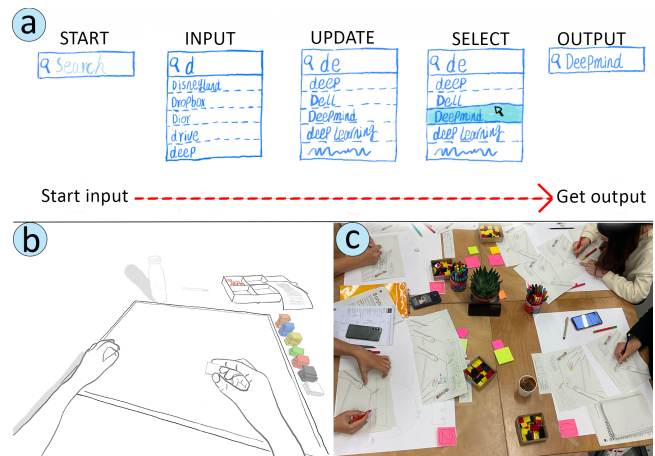 a
START INPUT UPDATE SELECT OUTPUT
Search
d
Disneyland
Dropbox
Dior
drive
deep
de
deep
Dell
Deepmind
deep learning
de
deep
Dell
Deepmind
deep learning
Deepmind
Start input Get output
b
c